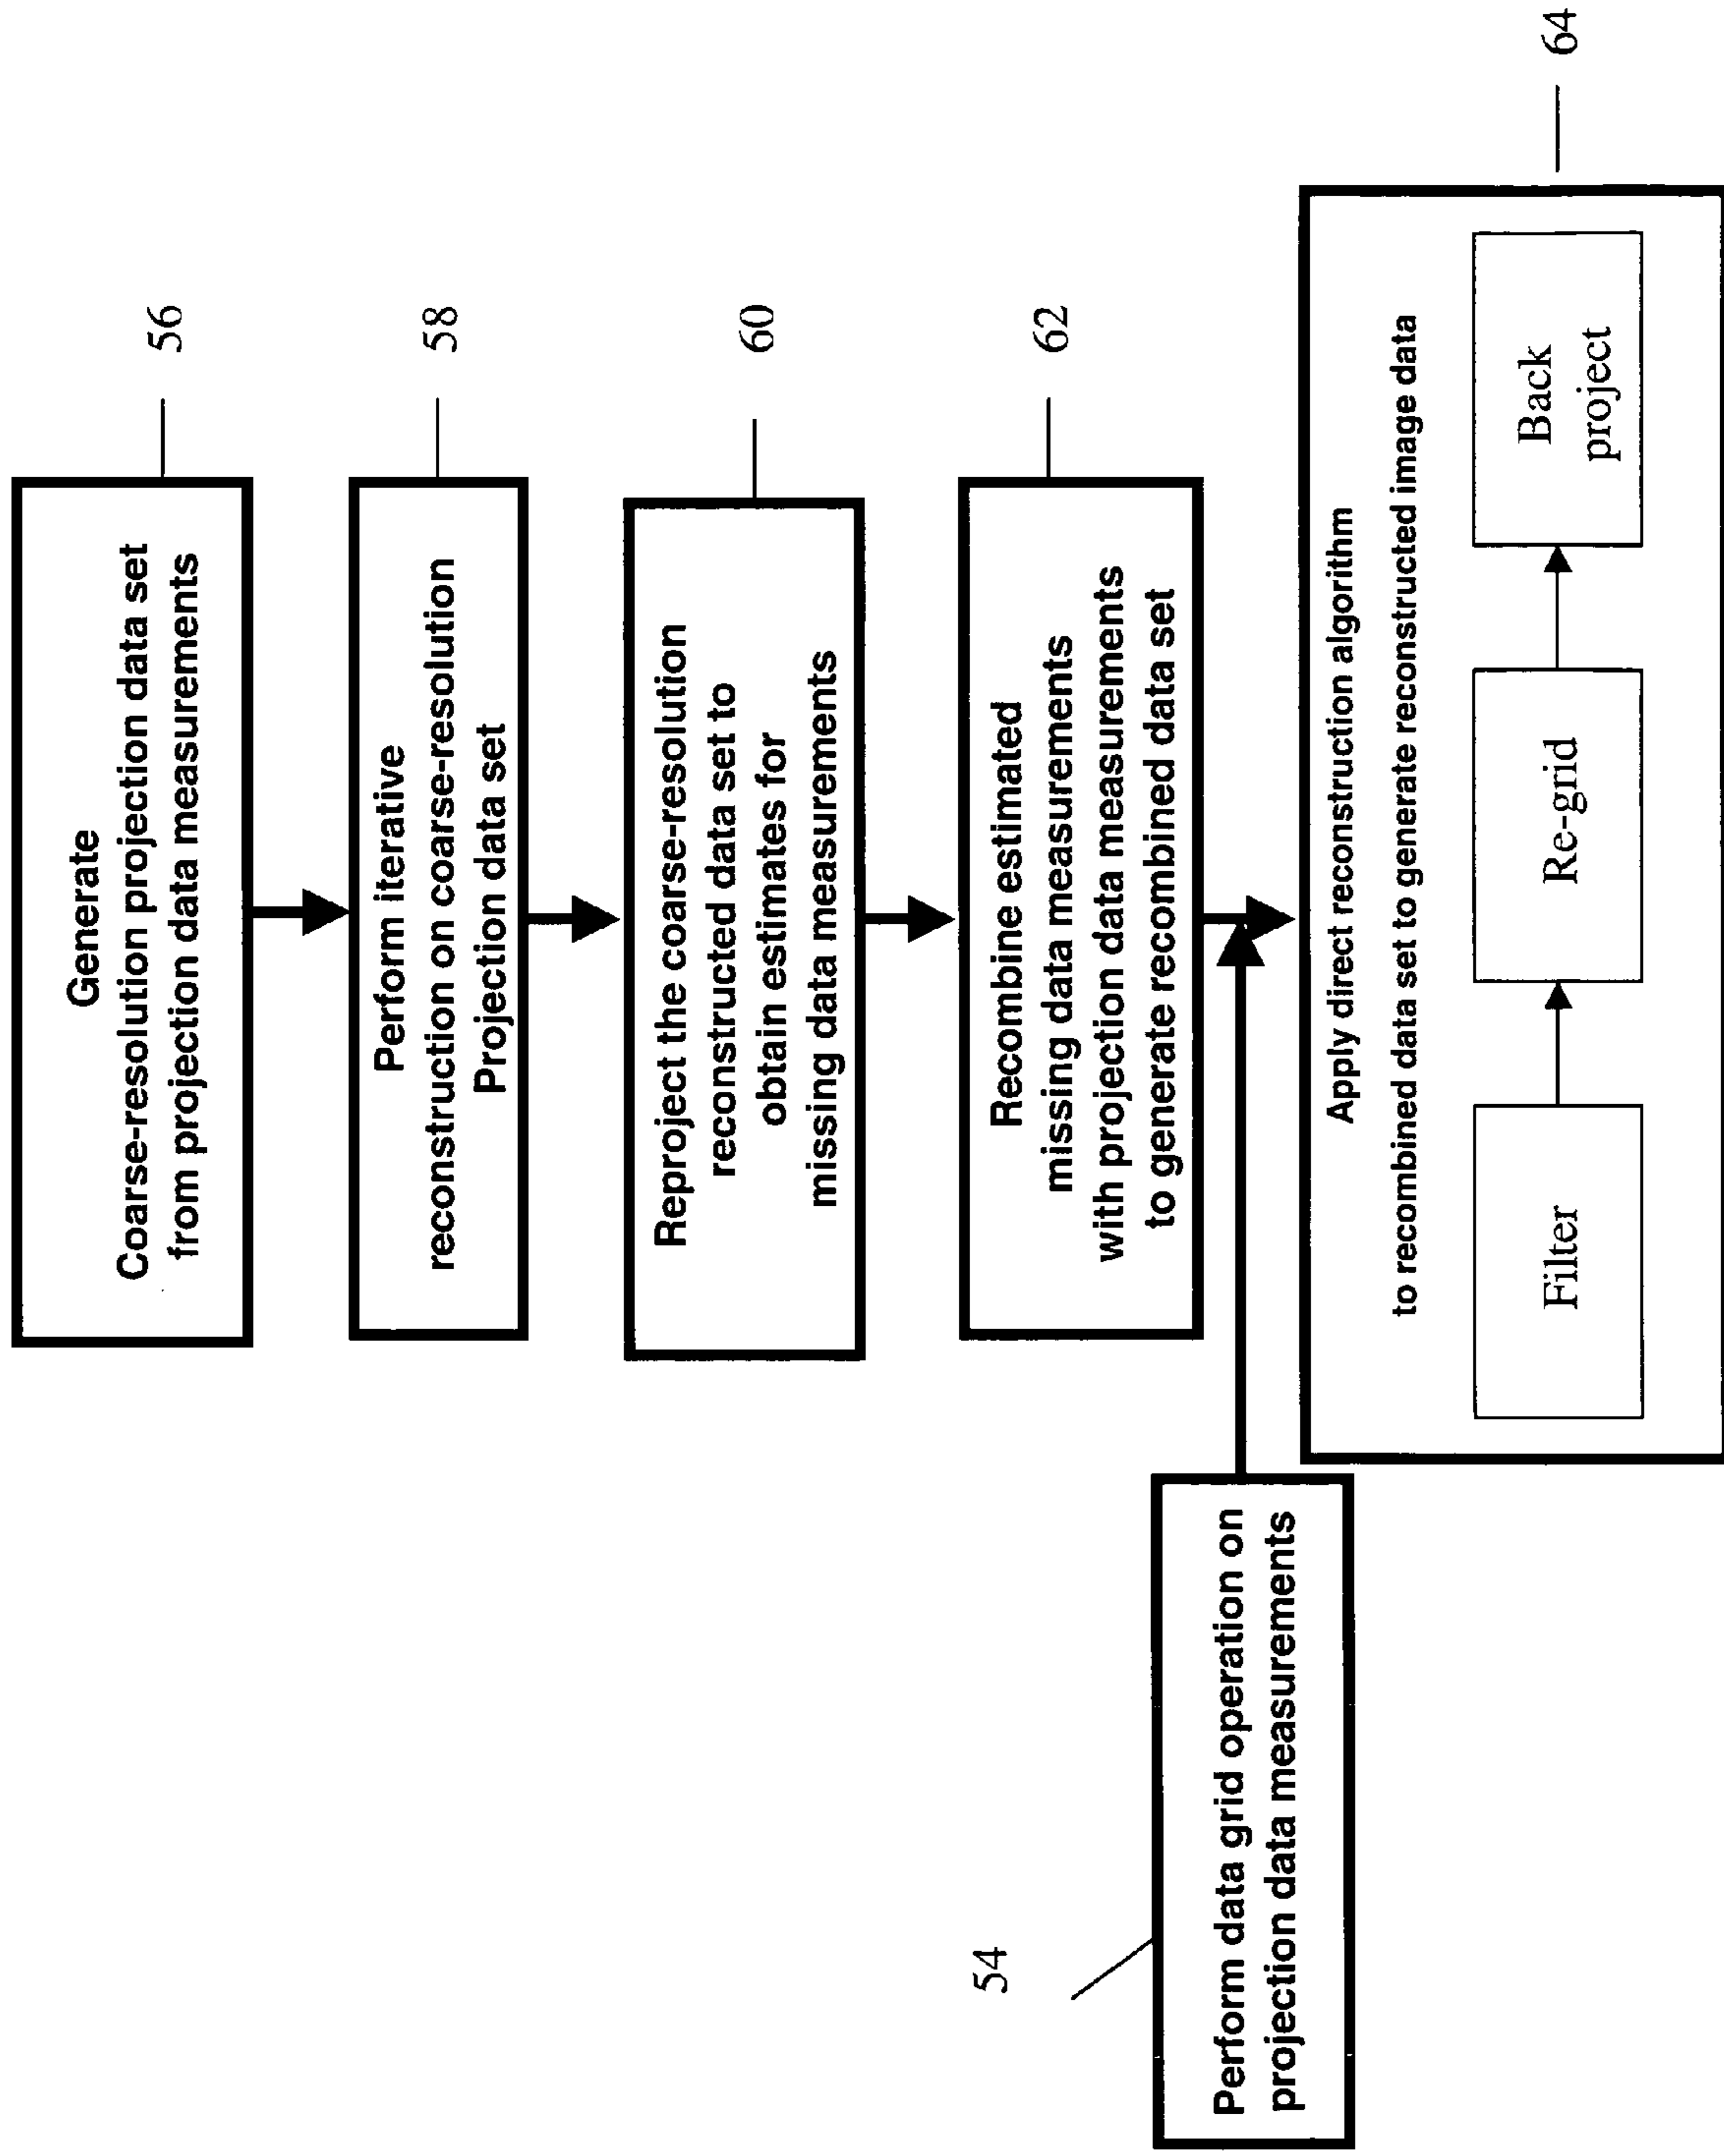 Generate
Coarse-resolution projection data set
from projection data measurements
56
Perform iterative
reconstruction on coarse-resolution
Projection data set
58
Reproject the coarse-resolution
reconstructed data set to
obtain estimates for
missing data measurements
60
Recombine estimated
missing data measurements
with projection data measurements
to generate recombined data set
62
54
Perform data grid operation on
projection data measurements
Apply direct reconstruction algorithm
to recombined data set to generate reconstructed image data
Filter
Re-grid
Back
project
64